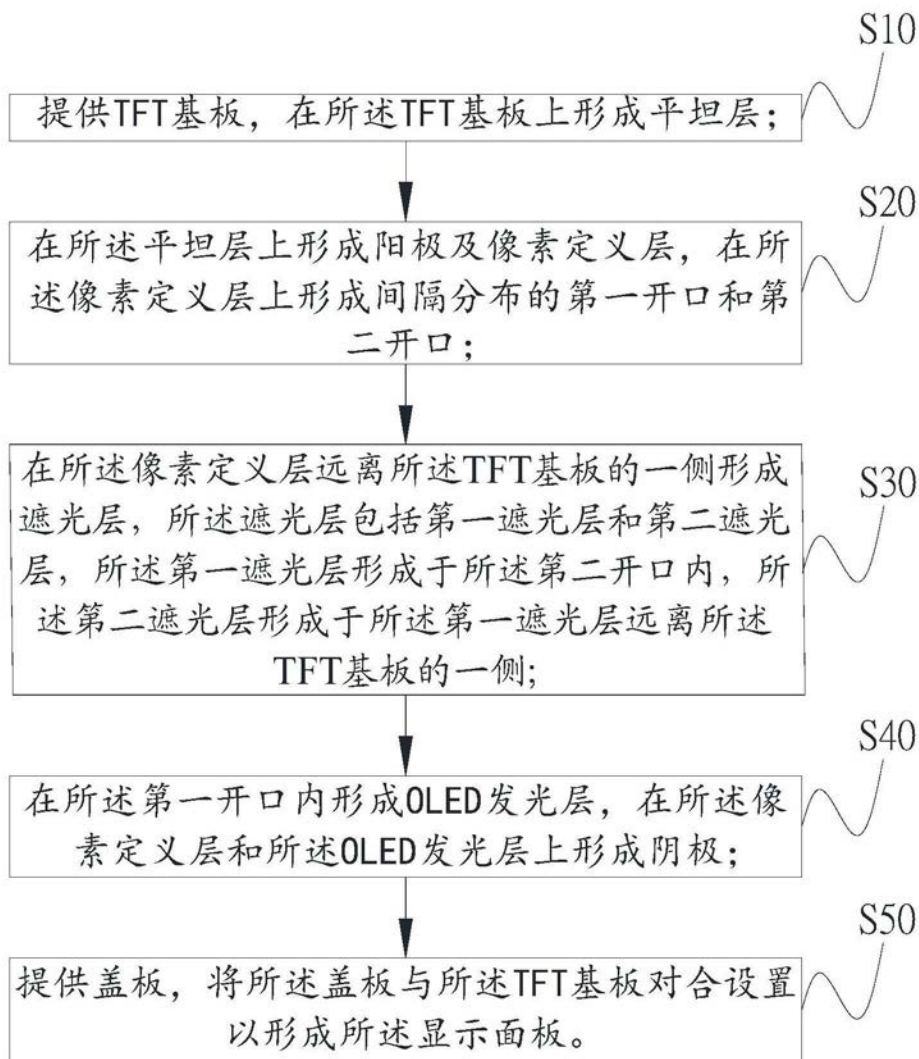 S10
提供TFT基板，在所述TFT基板上形成平坦层；
S20
在所述平坦层上形成阳极及像素定义层，在所
述像素定义层上形成间隔分布的第一开口和第
二开口；
S30
在所述像素定义层远离所述TFT基板的一侧形成
遮光层，所述遮光层包括第一遮光层和第二遮光
层，所述第一遮光层形成于所述第二开口内，所
述第二遮光层形成于所述第一遮光层远离所述
TFT基板的一侧;
S40
在所述第一开口内形成OLED发光层，在所述像
素定义层和所述OLED发光层上形成阴极；
S50
提供盖板，将所述盖板与所述TFT基板对合设置
以形成所述显示面板。